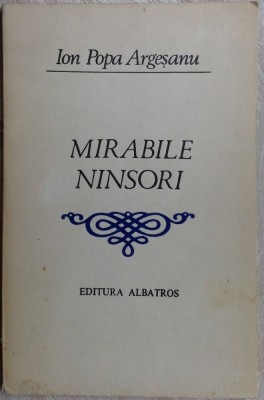 Ion Popa Argeșanu
MIRABILE
NINSORI
EDITURA ALBATROS